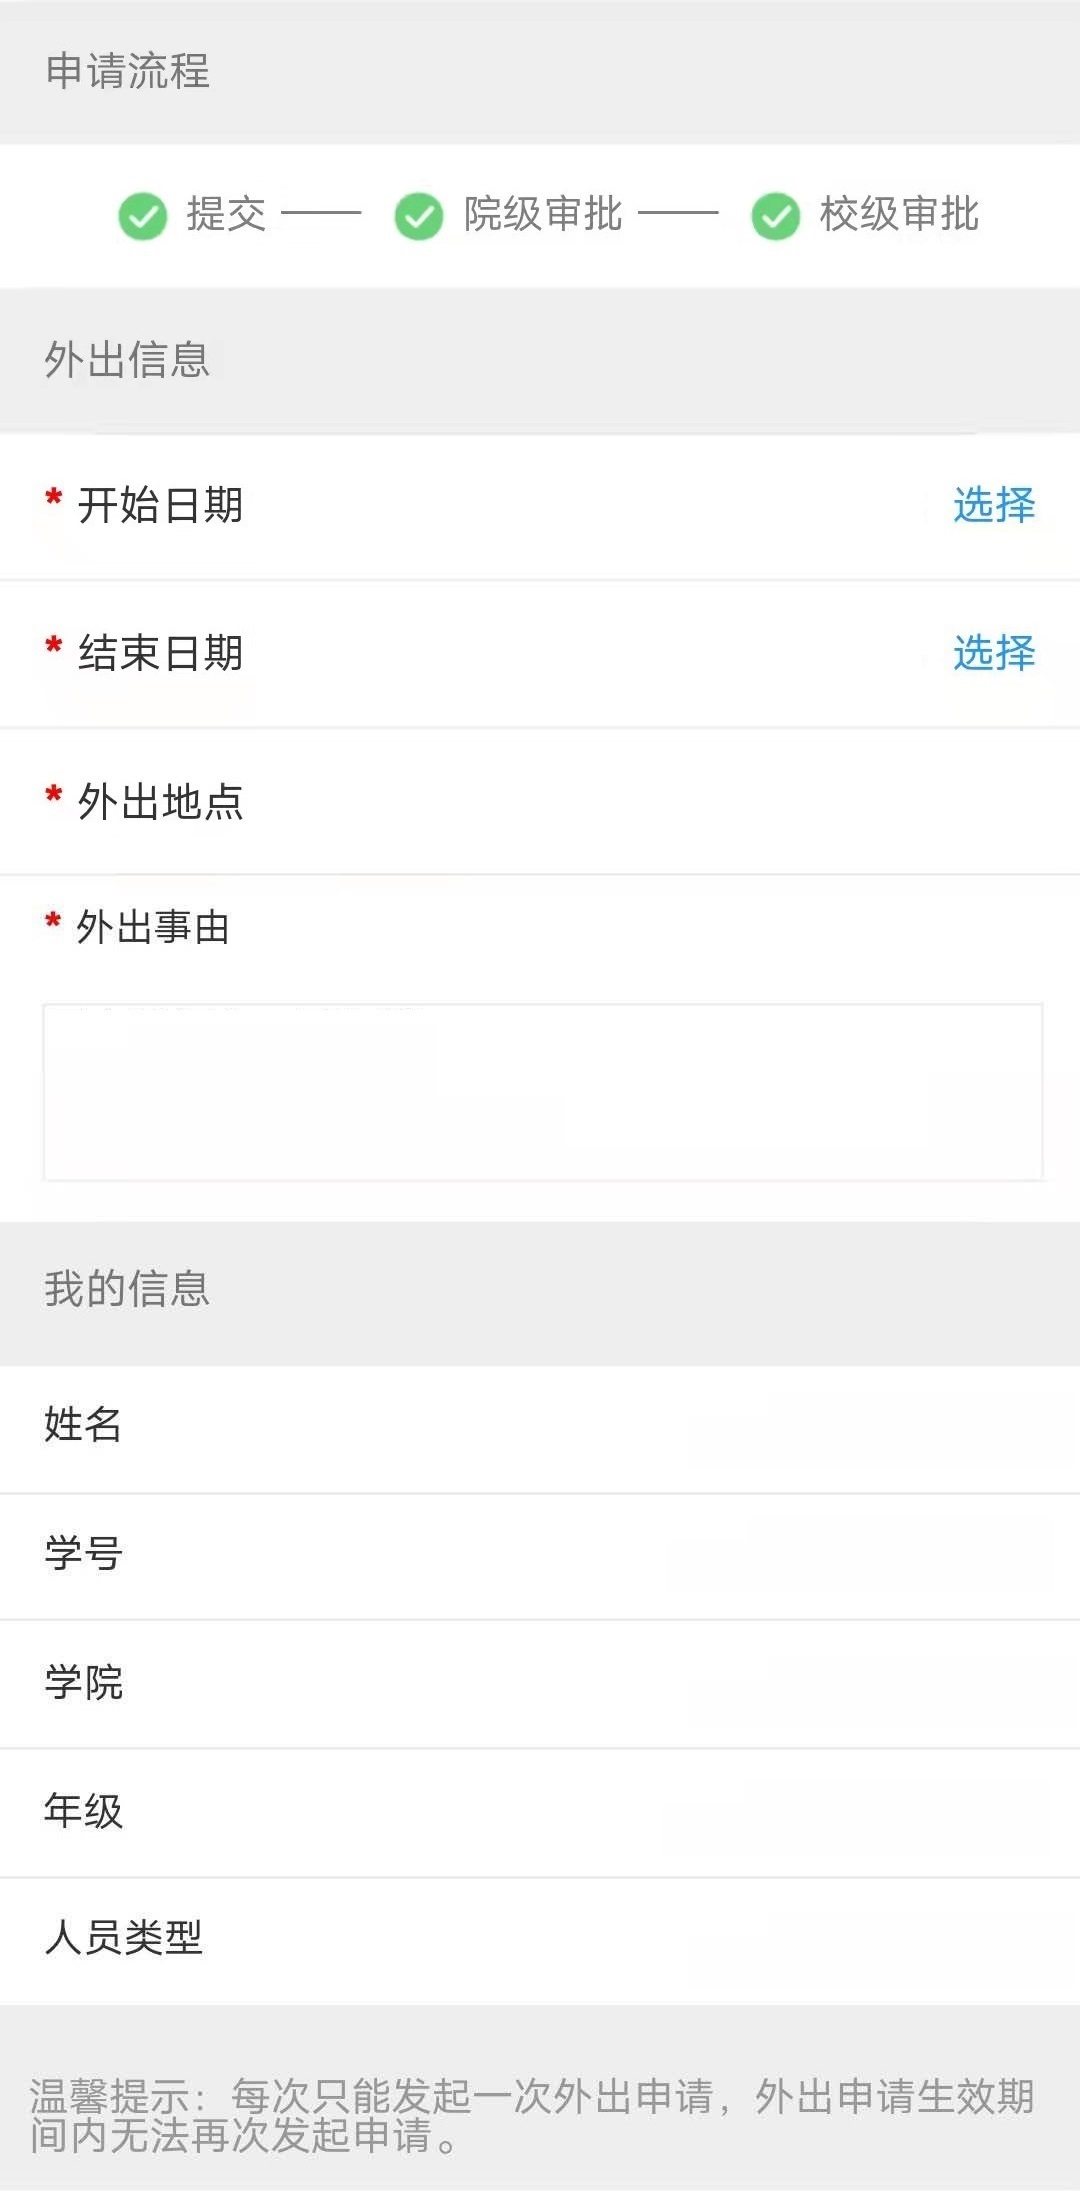 申请流程
提交 院级审批 校级审批
外出信息
* 开始日期 选择
* 结束日期 选择
* 外出地点
* 外出事由
我的信息
姓名
学号
学院
年级
人员类型
温馨提示：每次只能发起一次外出申请，外出申请生效期
间内无法再次发起申请。